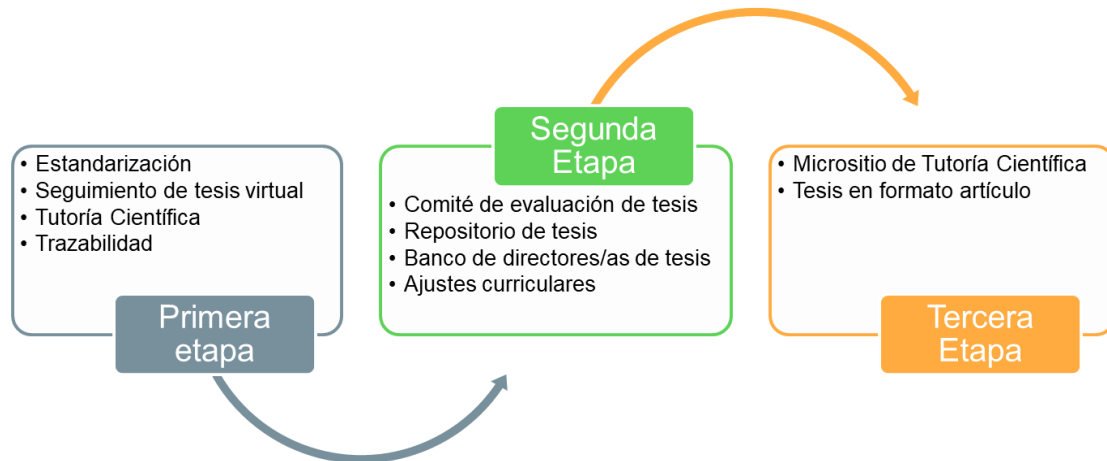 • Estandarización
• Seguimiento de tesis virtual
• Tutoría Científica
• Trazabilidad
Primera
etapa
Segunda
Etapa
• Comité de evaluación de tesis
• Repositorio de tesis
• Banco de directores/as de tesis
• Ajustes curriculares
• Micrositio de Tutoría Científica
• Tesis en formato artículo
Tercera
Etapa